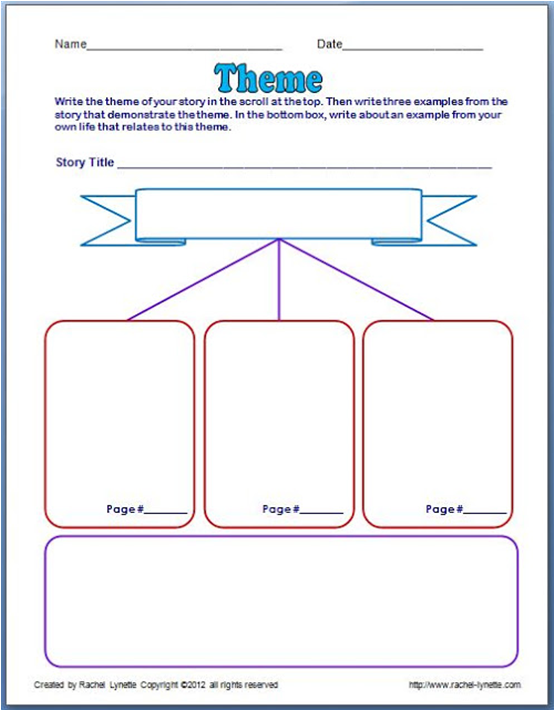 Name____________________________ Date____________________
Theme
Write the theme of your story in the scroll at the top. Then write three examples from the
story that demonstrate the theme. In the bottom box, write about an example from your
own life that relates to this theme.
Story Title ______________________________________________________
Page #______ Page #______ Page #______
Created by Rachel Lynette Copyright ©2012 all rights reserved http://www.rachel-lynette.com